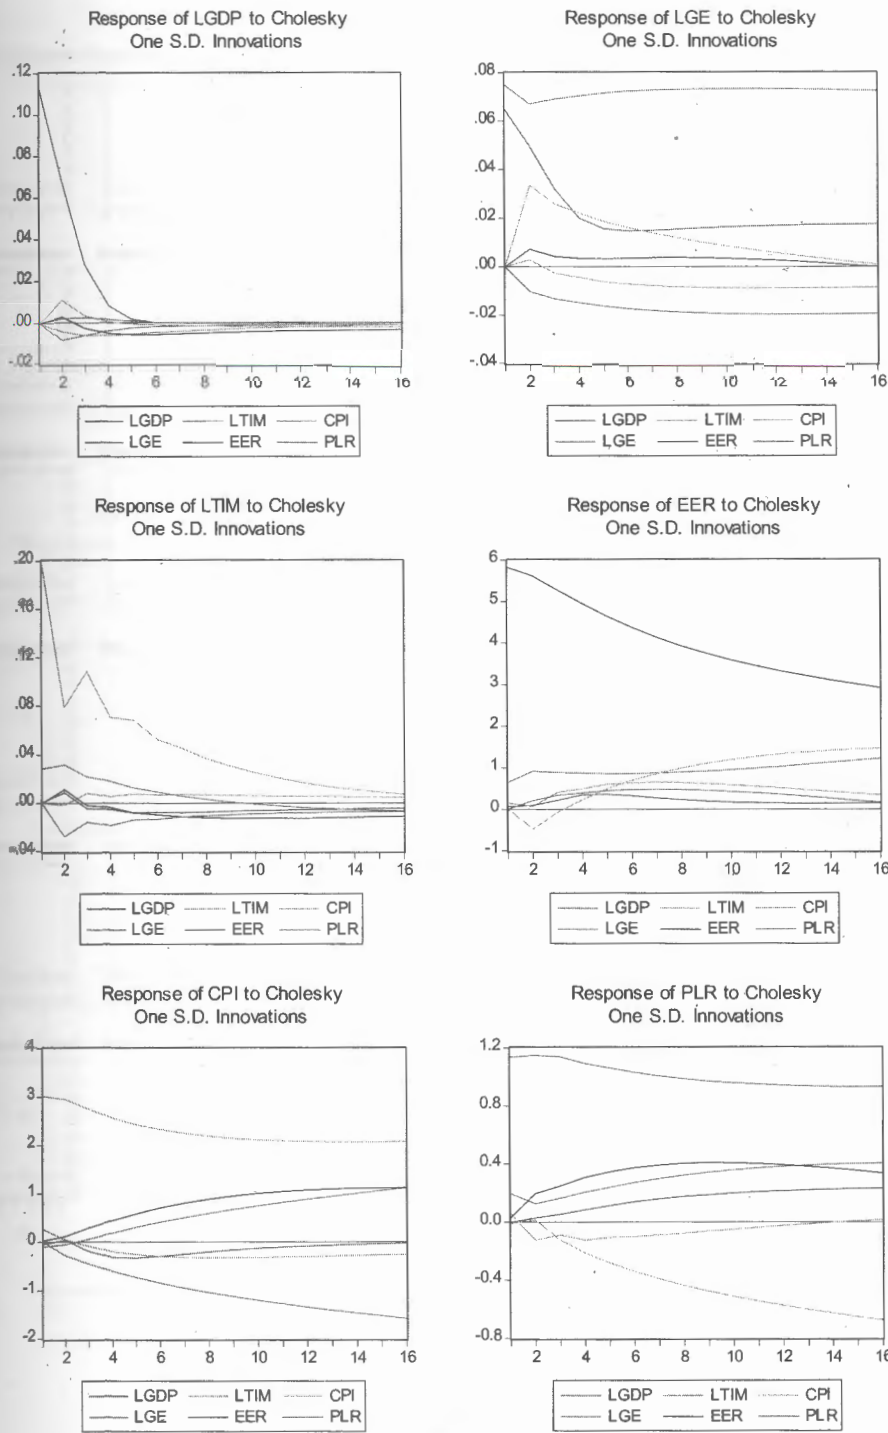 Response of LGDP to Cholesky
One S.D. Innovations
.12
.10
.08
.06
.04
.02
.00
-.02
2 4 6 8 10 12 14 16
LGDP LTIM CPI
LGE EER PLR
Response of LGE to Cholesky
One S.D. Innovations
.08
.06
.04
.02
.00
-.02
-.04
2 4 6 8 10 12 14 16
LGDP LTIM CPI
LGE EER PLR
Response of LTIM to Cholesky
One S.D. Innovations
.20
.16
.12
.08
.04
.00
-.04
2 4 6 8 10 12 14 16
LGDP LTIM CPI
LGE EER PLR
Response of EER to Cholesky
One S.D. Innovations
6
5
4
3
2
1
0
-1
2 4 6 8 10 12 14 16
LGDP LTIM CPI
LGE EER PLR
Response of CPI to Cholesky
One S.D. Innovations
4
3
2
1
0
-1
-2
2 4 6 8 10 12 14 16
LGDP LTIM CPI
LGE EER PLR
Response of PLR to Cholesky
One S.D. Innovations
1.2
0.8
0.4
0.0
-0.4
-0.8
2 4 6 8 10 12 14 16
LGDP LTIM CPI
LGE EER PLR